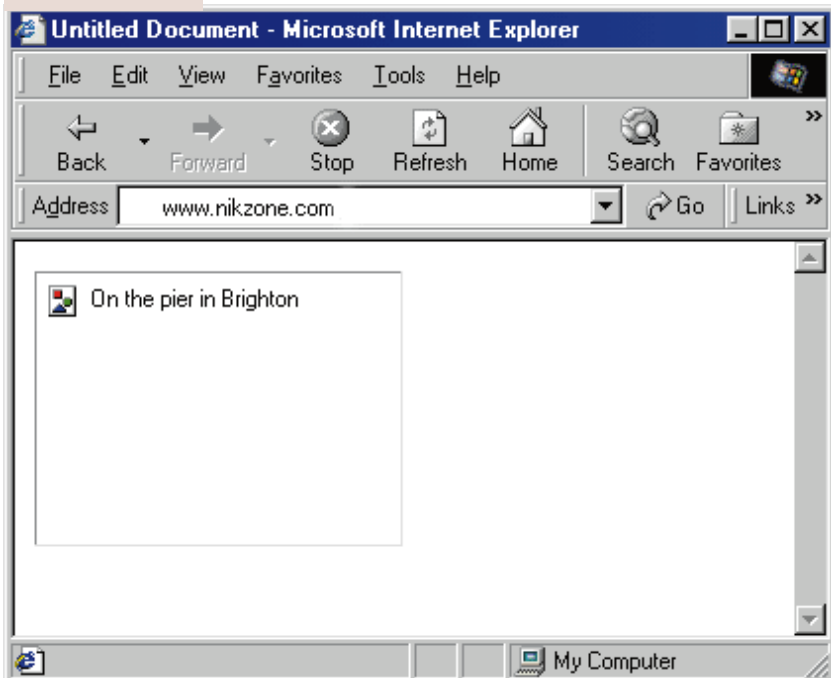 Untitled Document - Microsoft Internet Explorer
File Edit View Favorites Tools Help
Back Forward Stop Refresh Home Search Favorites »
Address www.nikzone.com Go Links »
On the pier in Brighton
My Computer